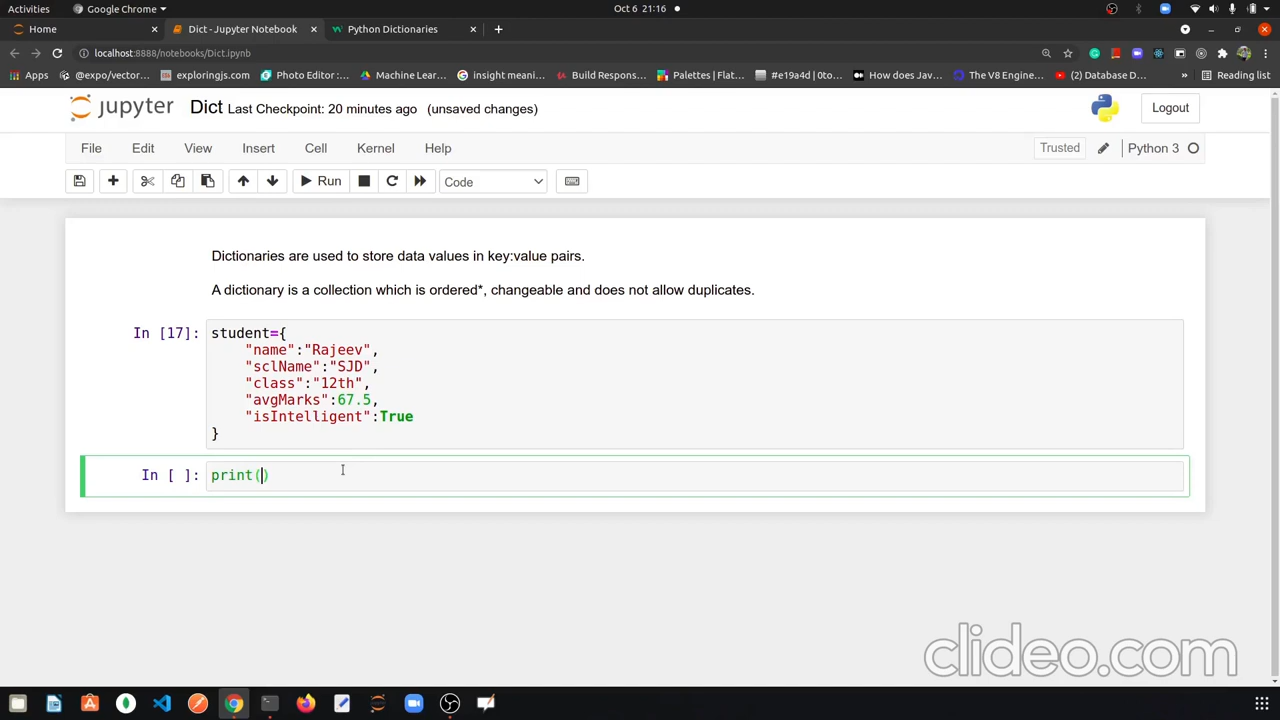 Activities
Google Chrome
Oct 6 21:16
Home
Dict - Jupyter Notebook
Python Dictionaries
localhost:8888/notebooks/Dict.ipynb
Apps
@expo/vector...
exploringjs.com
Photo Editor :...
Machine Lear...
insight meani...
Build Respons...
Palettes | Flat...
#e19a4d | 0to...
How does Jav...
The V8 Engine...
(2) Database D...
»
Reading list
jupyter
Dict Last Checkpoint: 20 minutes ago (unsaved changes)
Logout
File
Edit
View
Insert
Cell
Kernel
Help
Trusted
Python 3
Run
Code
Dictionaries are used to store data values in key:value pairs.
A dictionary is a collection which is ordered*, changeable and does not allow duplicates.
In [17]:
student={
"name":"Rajeev",
"sclName":"SJD",
"class":"12th",
"avgMarks":67.5,
"isIntelligent":True
}
In [ ]:
print()
clideo.com